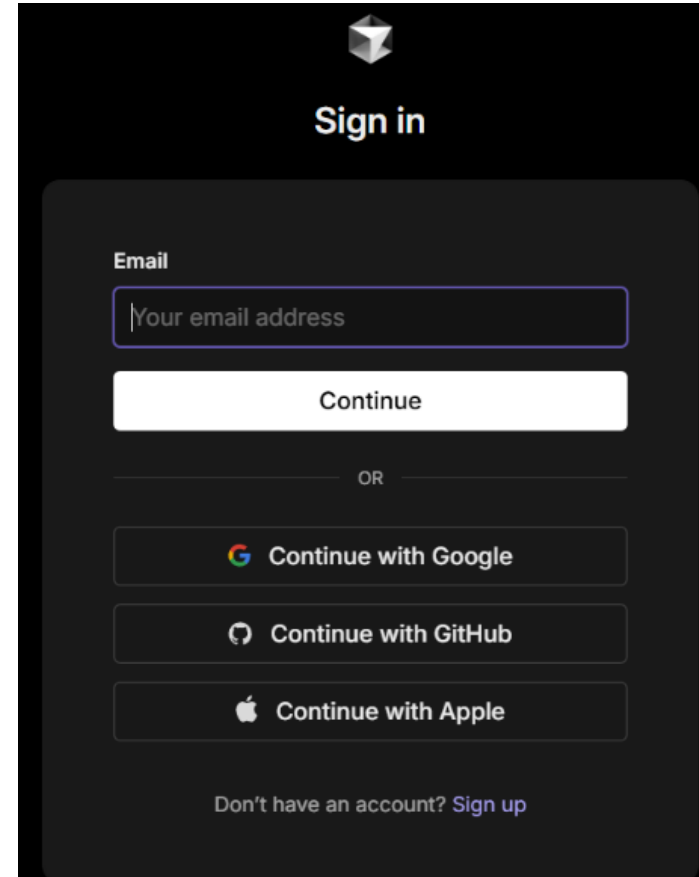 Sign in
Email
Your email address
Continue
OR
Continue with Google
Continue with GitHub
Continue with Apple
Don’t have an account? Sign up